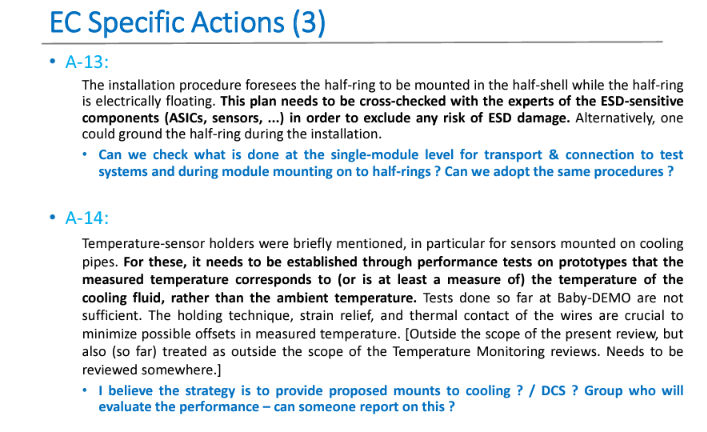 EC Specific Actions (3)
• A-13:
The installation procedure foresees the half-ring to be mounted in the half-shell while the half-ring
is electrically floating. This plan needs to be cross-checked with the experts of the ESD-sensitive
components (ASICs, sensors, ...) in order to exclude any risk of ESD damage. Alternatively, one
could ground the half-ring during the installation.
• Can we check what is done at the single-module level for transport & connection to test
systems and during module mounting on to half-rings ? Can we adopt the same procedures ?
• A-14:
Temperature-sensor holders were briefly mentioned, in particular for sensors mounted on cooling
pipes. For these, it needs to be established through performance tests on prototypes that the
measured temperature corresponds to (or is at least a measure of) the temperature of the
cooling fluid, rather than the ambient temperature. Tests done so far at Baby-DEMO are not
sufficient. The holding technique, strain relief, and thermal contact of the wires are crucial to
minimize possible offsets in measured temperature. [Outside the scope of the present review, but
also (so far) treated as outside the scope of the Temperature Monitoring reviews. Needs to be
reviewed somewhere.]
• I believe the strategy is to provide proposed mounts to cooling ? / DCS ? Group who will
evaluate the performance – can someone report on this ?